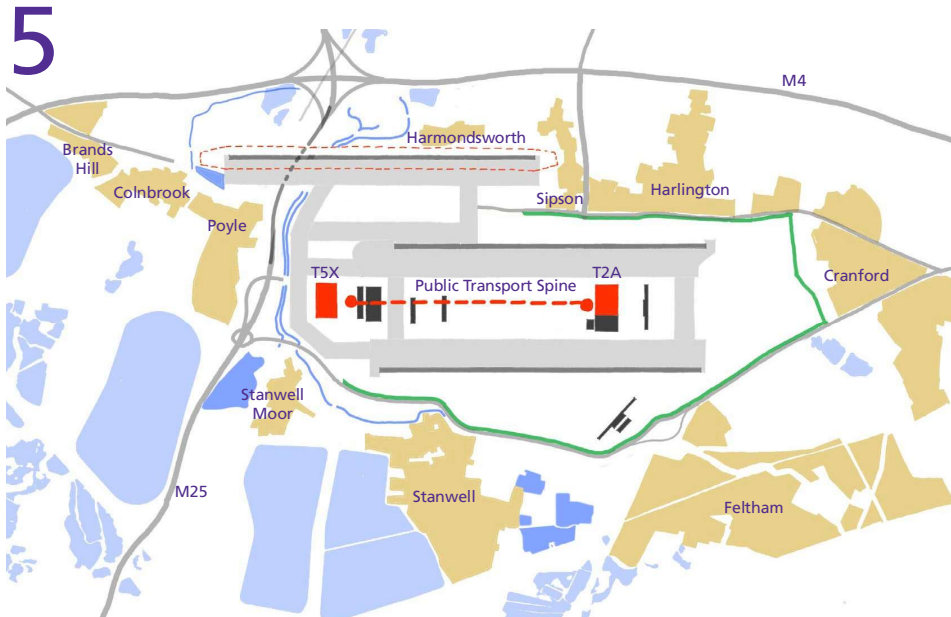 5
M4
Harmondsworth
Brands
Hill
Colnbrook
Sipson
Harlington
Poyle
T5X
Public Transport Spine
T2A
Cranford
Stanwell
Moor
M25
Stanwell
Feltham